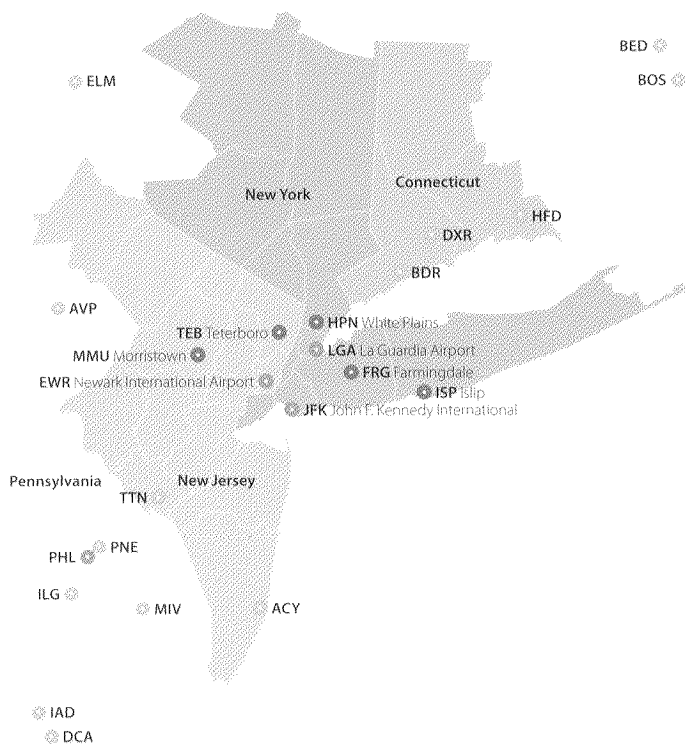 BED
ELM
BOS
Connecticut
New York
HFD
DXR
BDR
AVP
HPN White Plains
TEB Teterboro
LGA La Guardia Airport
MMU Morristown
FRG Farmingdale
EWR Newark International Airport
ISP Islip
JFK John F. Kennedy International
Pennsylvania
New Jersey
TTN
PNE
PHL
ILG
MIV
ACY
IAD
DCA